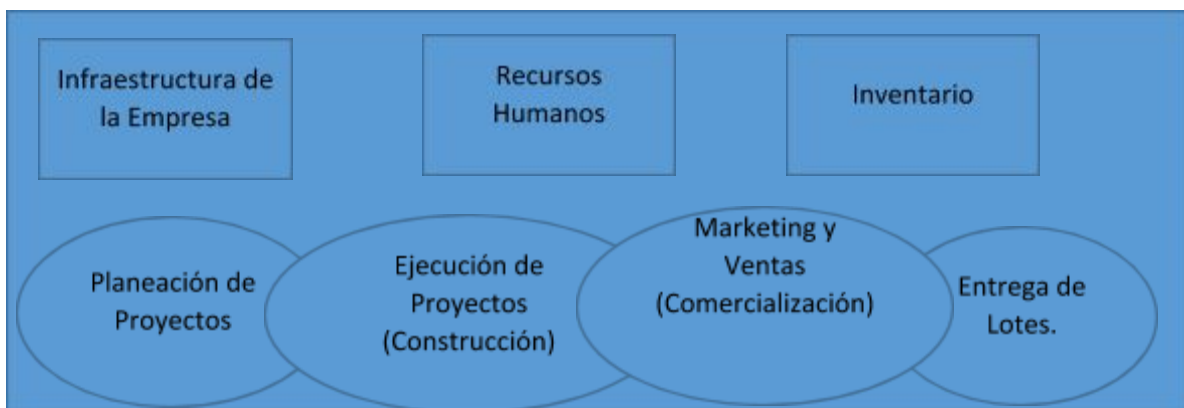 Infraestructura de
la Empresa
Recursos
Humanos
Inventario
Planeación de
Proyectos
Ejecución de
Proyectos
(Construcción)
Marketing y
Ventas
(Comercialización)
Entrega de
Lotes.